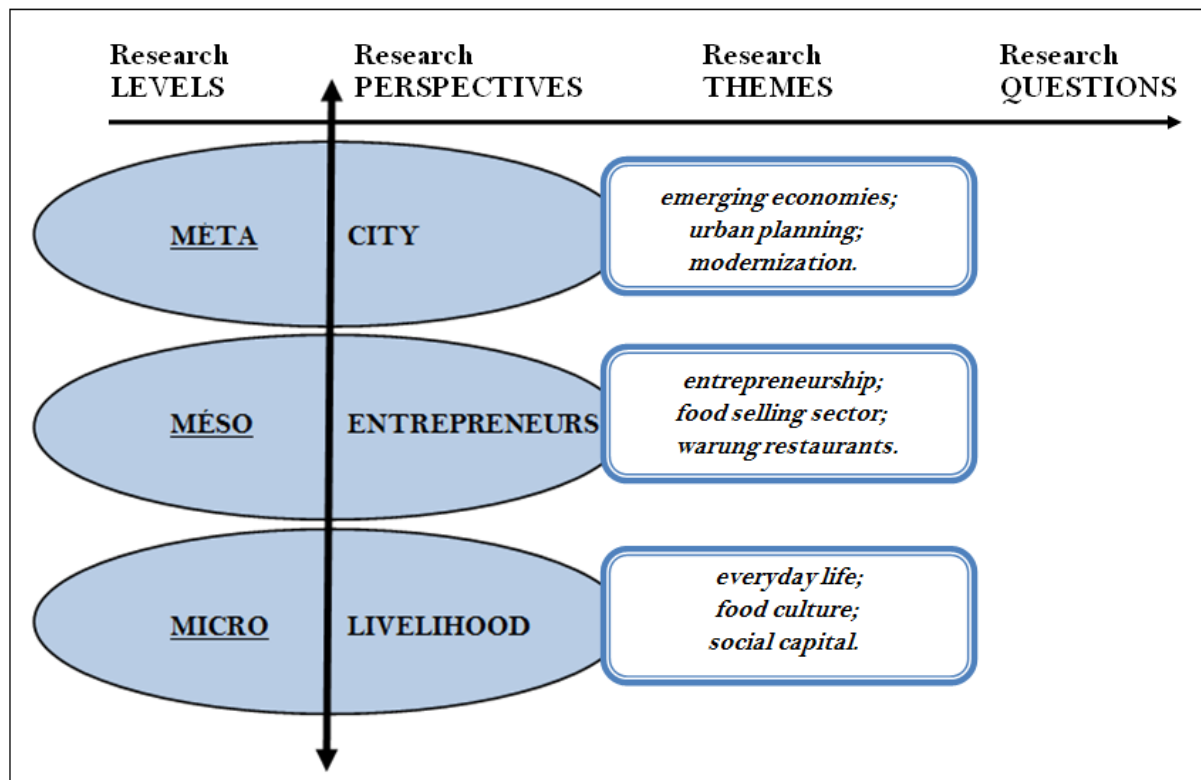 Research
LEVELS
Research
PERSPECTIVES
Research
THEMES
Research
QUESTIONS
MÉTA
CITY
emerging economies;
urban planning;
modernization.
MÉSO
ENTREPRENEURS
entrepreneurship;
food selling sector;
warung restaurants.
MICRO
LIVELIHOOD
everyday life;
food culture;
social capital.